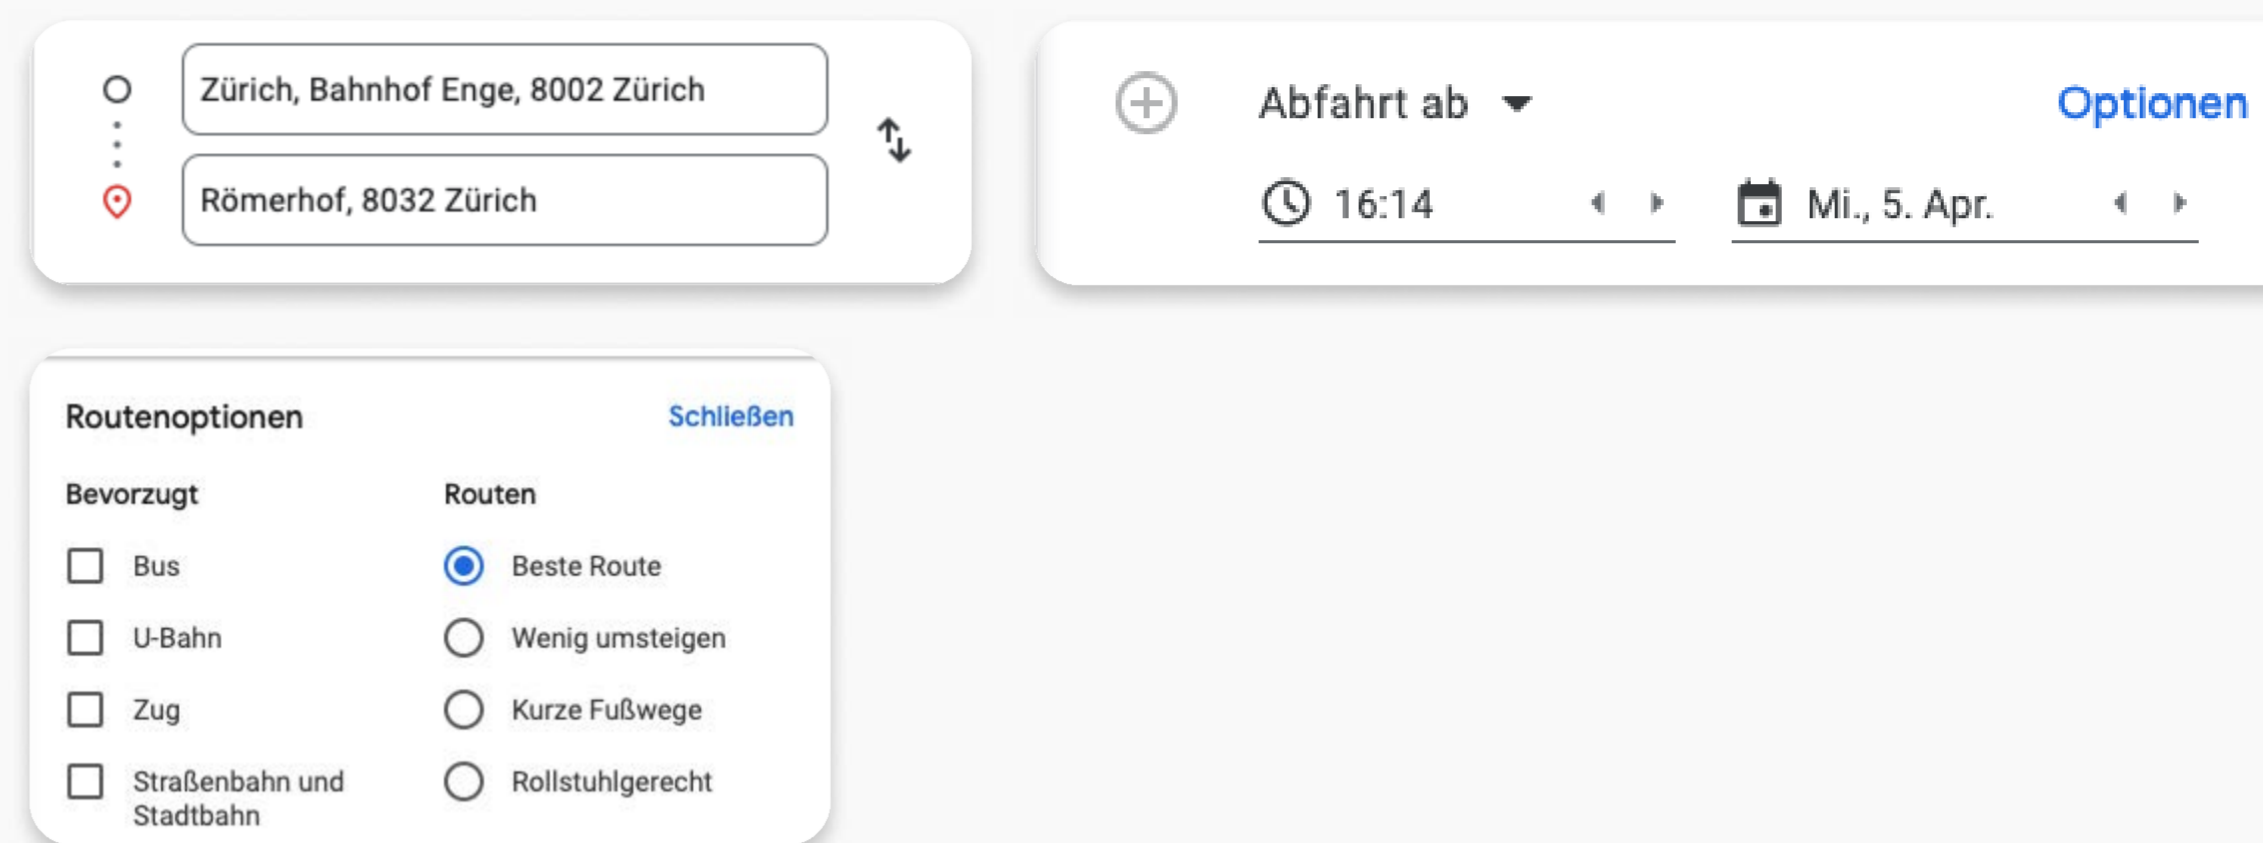 Zürich, Bahnhof Enge, 8002 Zürich
Römerhof, 8032 Zürich
Abfahrt ab
Optionen
16:14
Mi., 5. Apr.
Routenoptionen
Schließen
Bevorzugt
Routen
Bus
Beste Route
U-Bahn
Wenig umsteigen
Zug
Kurze Fußwege
Straßenbahn und
Stadtbahn
Rollstuhlgerecht